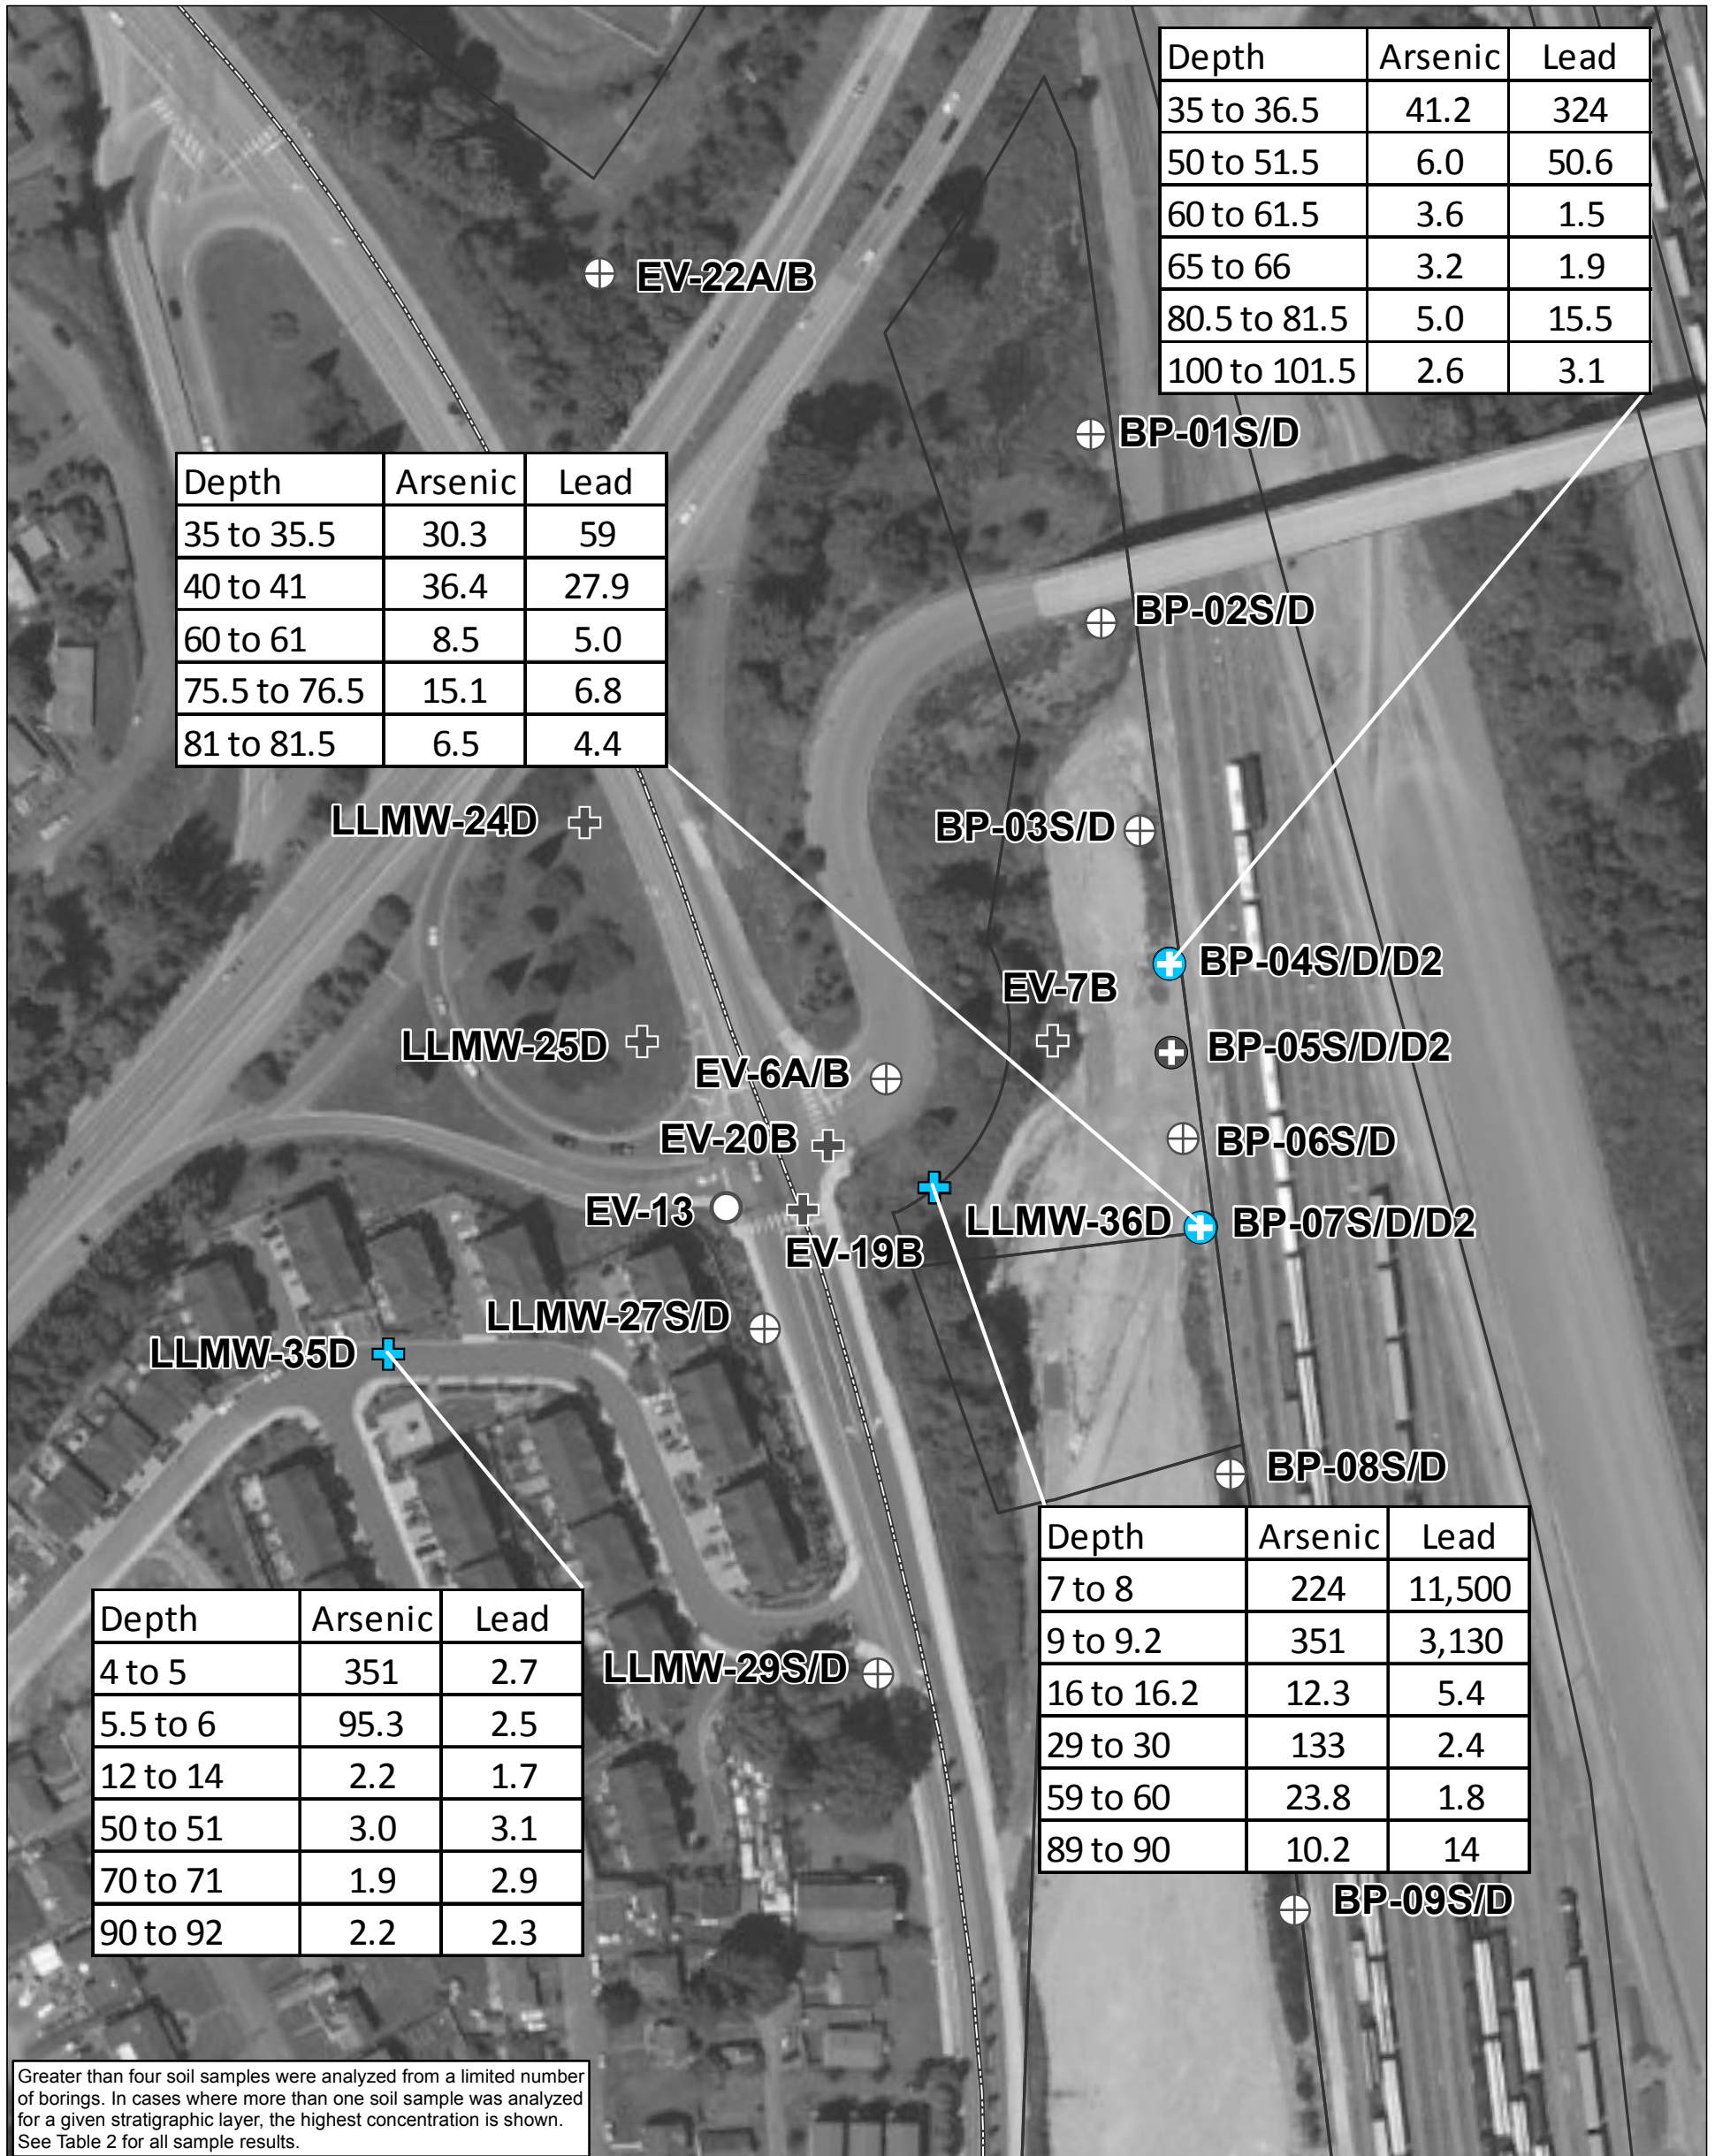 Depth Arsenic Lead
35 to 36.5 41.2 324
50 to 51.5 6.0 50.6
60 to 61.5 3.6 1.5
65 to 66 3.2 1.9
80.5 to 81.5 5.0 15.5
100 to 101.5 2.6 3.1
EV-22A/B
BP-01S/D
Depth Arsenic Lead
35 to 35.5 30.3 59
40 to 41 36.4 27.9
60 to 61 8.5 5.0
75.5 to 76.5 15.1 6.8
81 to 81.5 6.5 4.4
BP-02S/D
LLMW-24D
BP-03S/D
BP-04S/D/D2
EV-7B
LLMW-25D
BP-05S/D/D2
EV-6A/B
EV-20B
BP-06S/D
EV-13
LLMW-36D
BP-07S/D/D2
EV-19B
LLMW-27S/D
LLMW-35D
BP-08S/D
Depth Arsenic Lead
7 to 8 224 11,500
9 to 9.2 351 3,130
16 to 16.2 12.3 5.4
29 to 30 133 2.4
59 to 60 23.8 1.8
89 to 90 10.2 14
Depth Arsenic Lead
4 to 5 351 2.7
5.5 to 6 95.3 2.5
12 to 14 2.2 1.7
50 to 51 3.0 3.1
70 to 71 1.9 2.9
90 to 92 2.2 2.3
LLMW-29S/D
BP-09S/D
Greater than four soil samples were analyzed from a limited number
of borings. In cases where more than one soil sample was analyzed
for a given stratigraphic layer, the highest concentration is shown.
See Table 2 for all sample results.